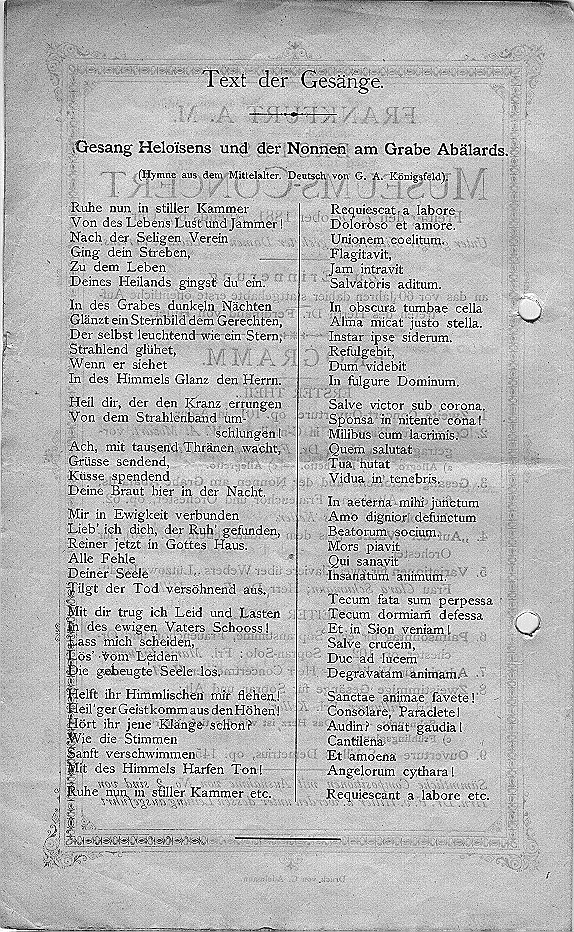 Text der Gesänge.
Gesang Heloïsens und der Nonnen am Grabe Abälards.
(Hymne aus dem Mittelalter. Deutsch von G. A. Königsfeld).
Ruhe nun in stiller Kammer
Von des Lebens Lust und Jammer!
Nach der Seligen Verein
Ging dein Streben,
Zu dem Leben
Deines Heilands gingst du ein.
In des Grabes dunkeln Nächten
Glänzt ein Sternbild dem Gerechten,
Der selbst leuchtend wie ein Stern,
Strahlend glühet,
Wenn er siehet
In des Himmels Glanz den Herrn.
Heil dir, der den Kranz errungen
Von dem Strahlenband um-
schlungen!
Ach, mit tausend Thränen wacht,
Grüsse sendend,
Küsse spendend
Deine Braut hier in der Nacht.
Mir in Ewigkeit verbunden
Lieb' ich dich, der Ruh' gefunden,
Reiner jetzt in Gottes Haus.
Alle Fehle
Deiner Seele
Tilgt der Tod versöhnend aus.
Mit dir trug ich Leid und Lasten
In des ewigen Vaters Schooss!
Lass mich scheiden,
Lös' vom Leiden
Die gebeugte Seele los.
Helft ihr Himmlischen mir flehen!
Heil'ger Geist komm aus den Höhen!
Hört ihr jene Klänge schon?
Wie die Stimmen
Sanft verschwimmen
Mit des Himmels Harfen Ton!
Ruhe nun in stiller Kammer etc.
Requiescat a labore
Doloroso et amore.
Unionem coelitum.
Flagitavit,
Jam intravit
Salvatoris aditum.
In obscura tumbae cella
Alma micat justo stella.
Instar ipse siderum.
Refulgebit,
Dum videbit
In fulgure Dominum.
Salve victor sub corona,
Sponsa in nitente cona!
Milibus cum lacrimis.
Quem salutat
Tua nutat
Vidua in tenebris.
In aeterna mihi junctum
Amo dignior defunctum
Beatorum socium.
Mors piavit
Qui sanavit
Insanatum animum.
Tecum fata sum perpessa
Tecum dormiam defessa
Et in Sion veniam!
Salve crucem,
Duc ad lucem
Degravatam animam.
Sanctae animae favete!
Consolare, Paraclete!
Audin? sonat gaudia!
Cantilena
Et amoena
Angelorum cythara!
Requiescant a labore etc.